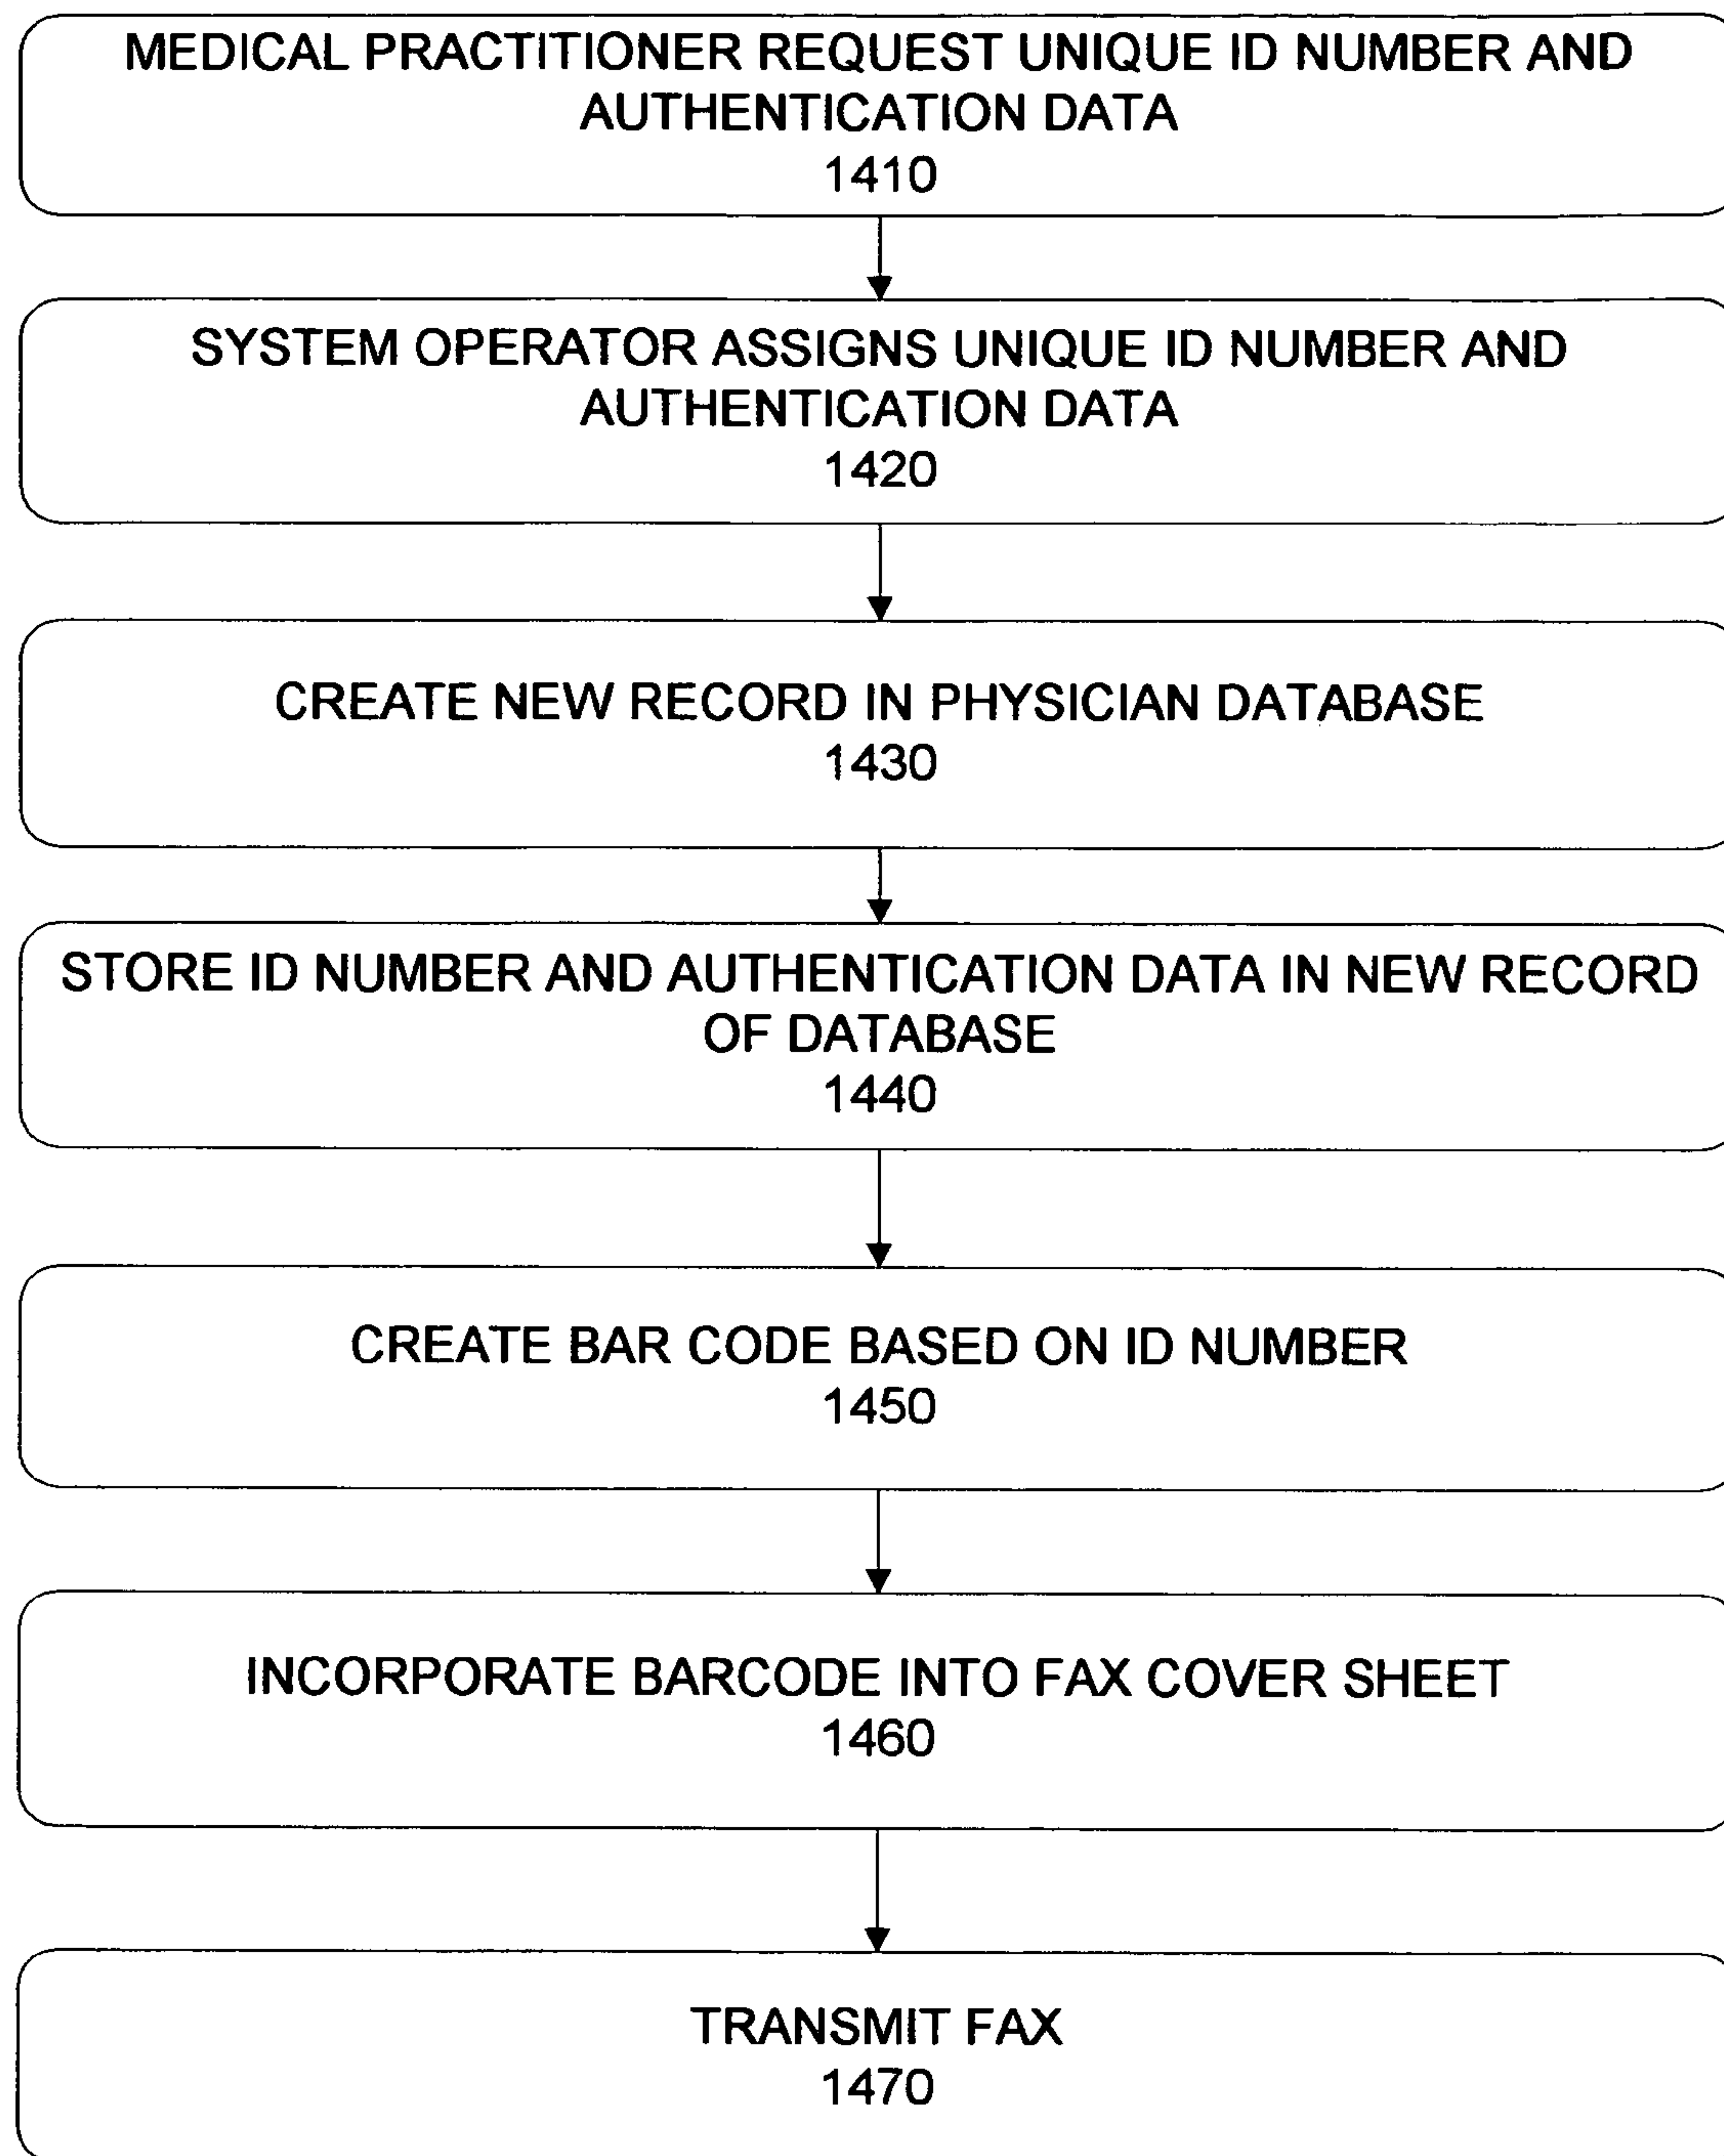 MEDICAL PRACTITIONER REQUEST UNIQUE ID NUMBER AND
AUTHENTICATION DATA
1410
SYSTEM OPERATOR ASSIGNS UNIQUE ID NUMBER AND
AUTHENTICATION DATA
1420
CREATE NEW RECORD IN PHYSICIAN DATABASE
1430
STORE ID NUMBER AND AUTHENTICATION DATA IN NEW RECORD
OF DATABASE
1440
CREATE BAR CODE BASED ON ID NUMBER
1450
INCORPORATE BARCODE INTO FAX COVER SHEET
1460
TRANSMIT FAX
1470